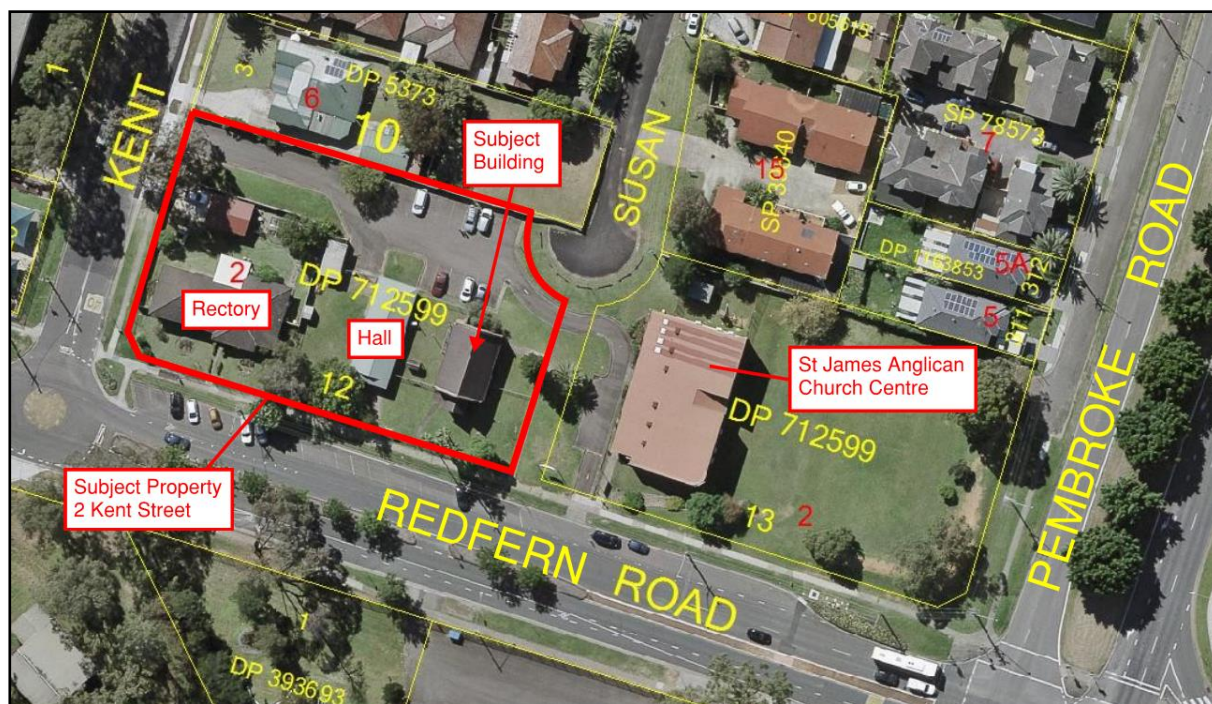 KENT
1
3
DP 5373
6
10
Subject
Building
SUSAN
15
SP 78573
7
DP 1163853
5A
5
2
Rectory
DP 712599
Hall
12
St James Anglican
Church Centre
DP 712599
13
2
Subject Property
2 Kent Street
REDFERN ROAD
PEMBROKE ROAD
1
DP 393693